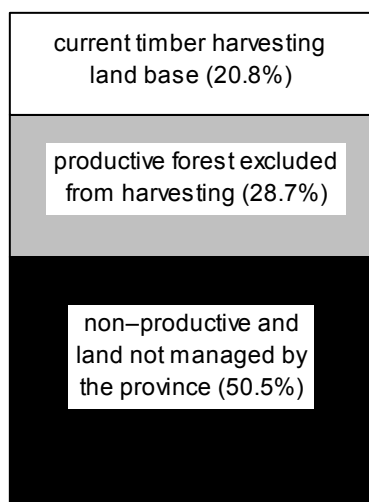 current timber harvesting
land base (20.8%)
productive forest excluded
from harvesting (28.7%)
non–productive and
land not managed by
the province (50.5%)